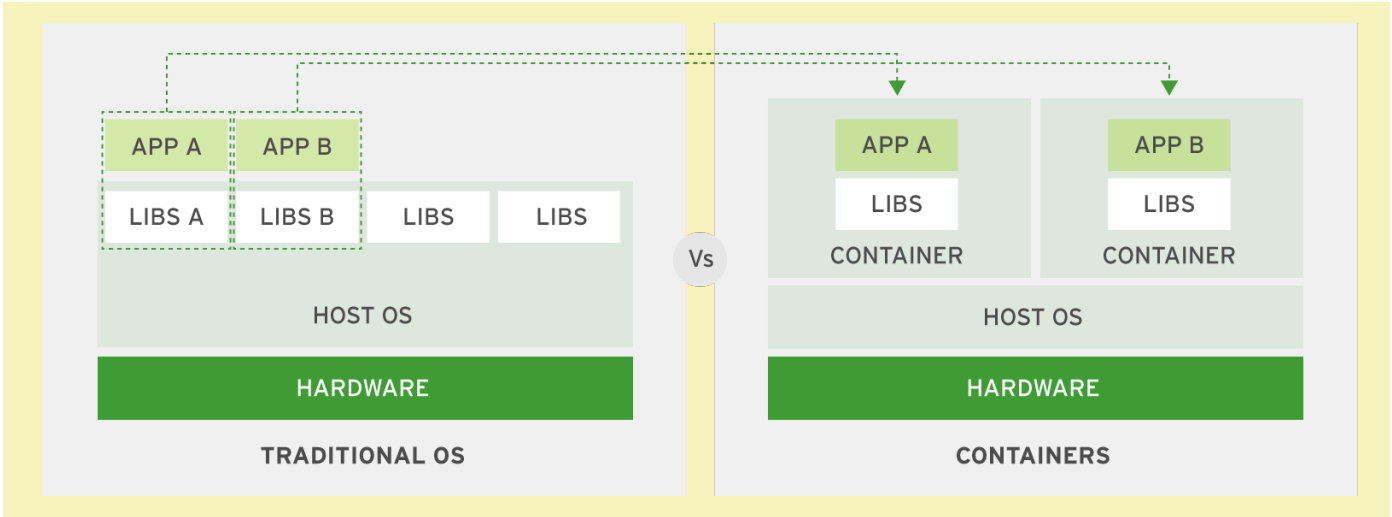 APP A
APP B
LIBS A
LIBS B
LIBS
LIBS
HOST OS
HARDWARE
TRADITIONAL OS
Vs
APP A
LIBS
CONTAINER
APP B
LIBS
CONTAINER
HOST OS
HARDWARE
CONTAINERS